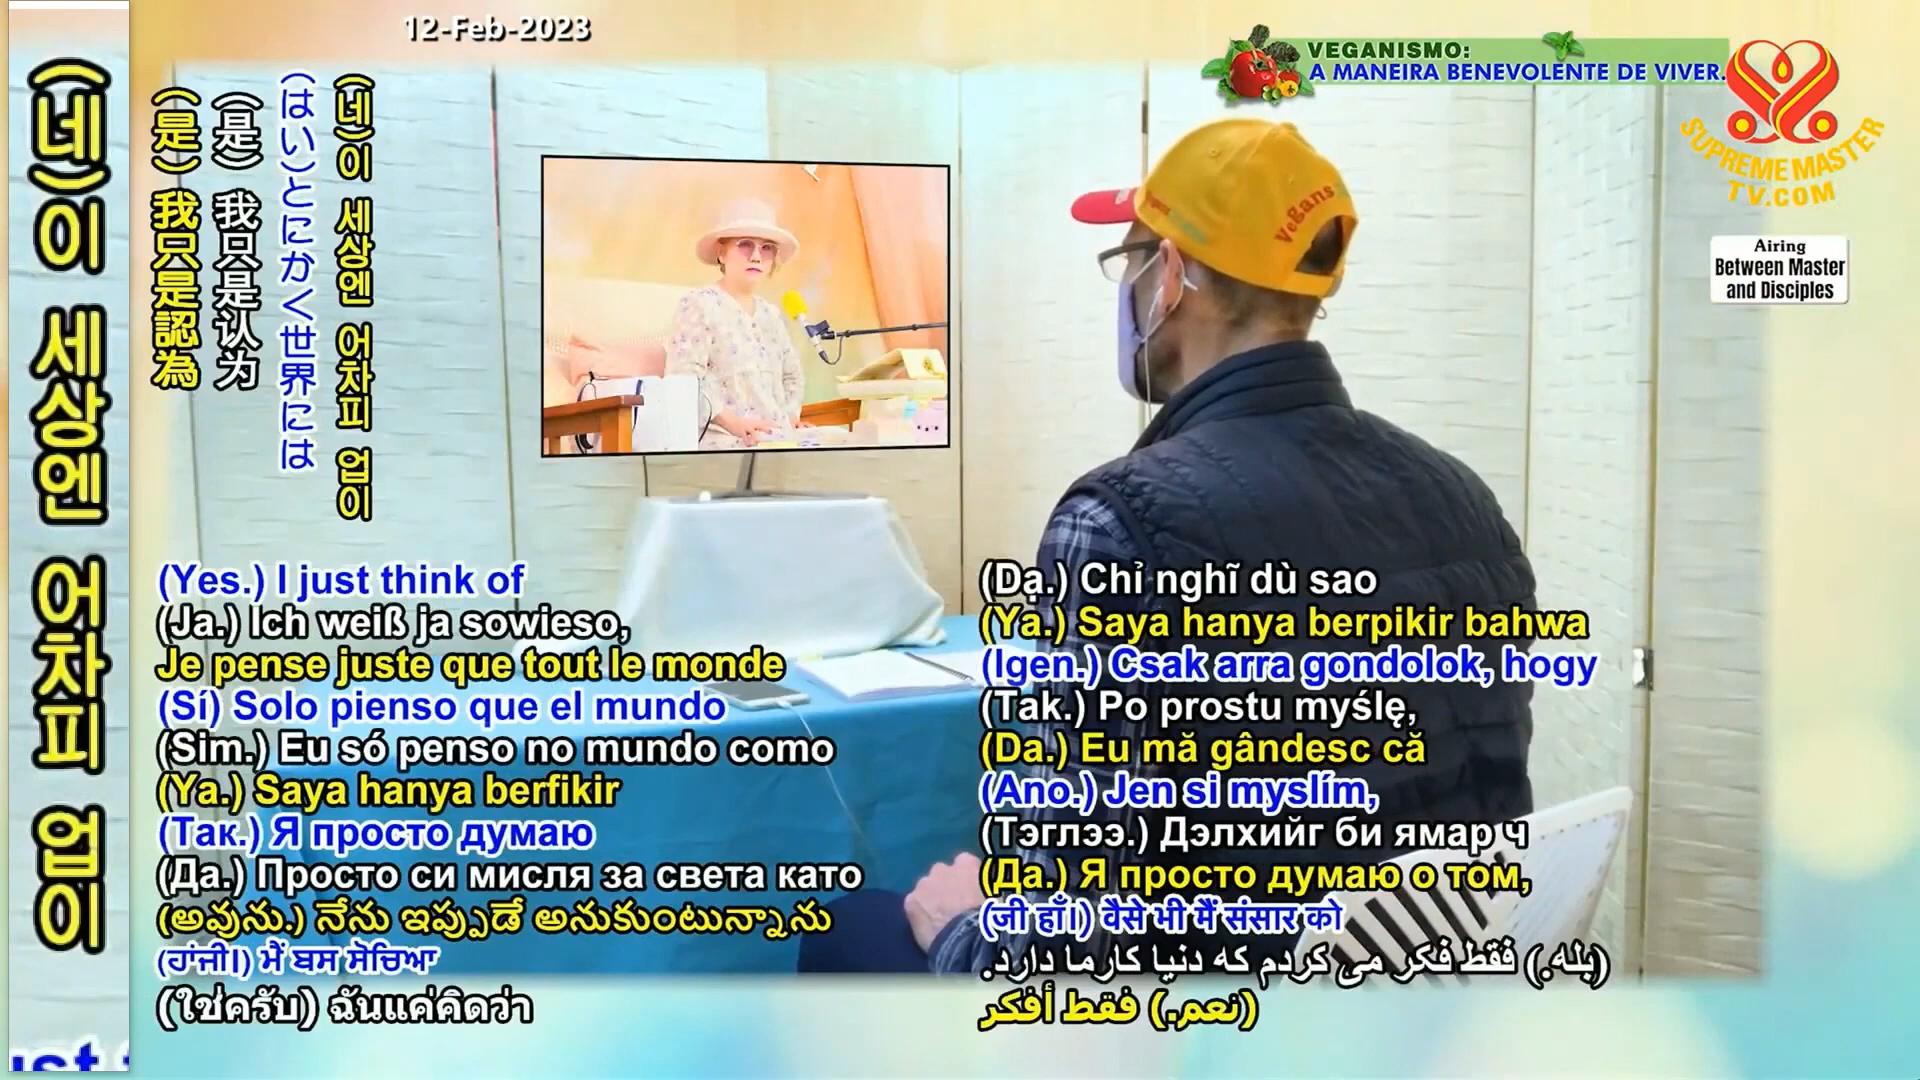 12-Feb-2023
VEGANISMO:
A MANEIRA BENEVOLENTE DE VIVER.
SUPREME MASTER
TV.COM
Airing
Between Master
and Disciples
Vegans
(네)이 세상엔 어차피 업이
(네)이 세상엔 어차피 업이
(はい)とにかく世界には
(是) 我只是认为
(是) 我只是認為
(Yes.) I just think of
(Ja.) Ich weiß ja sowieso,
Je pense juste que tout le monde
(Sí) Solo pienso que el mundo
(Sim.) Eu só penso no mundo como
(Ya.) Saya hanya berfikir
(Так.) Я просто думаю
(Да.) Просто си мисля за света като
(అవును.) నేను ఇప్పుడే అనుకుంటున్నాను
(ਹਾਂਜੀ।) ਮੈਂ ਬਸ ਸੋਚਿਆ
(ใช่ครับ) ฉันแค่คิดว่า
(Dạ.) Chỉ nghĩ dù sao
(Ya.) Saya hanya berpikir bahwa
(Igen.) Csak arra gondolok, hogy
(Tak.) Po prostu myślę,
(Da.) Eu mă gândesc că
(Ano.) Jen si myslím,
(Тэглээ.) Дэлхийг би ямар ч
(Да.) Я просто думаю о том,
(जी हाँ।) वैसे भी मैं संसार को
(بله.) فقط فکر می کردم که دنیا کارما دارد.
(نعم.) فقط أفكر